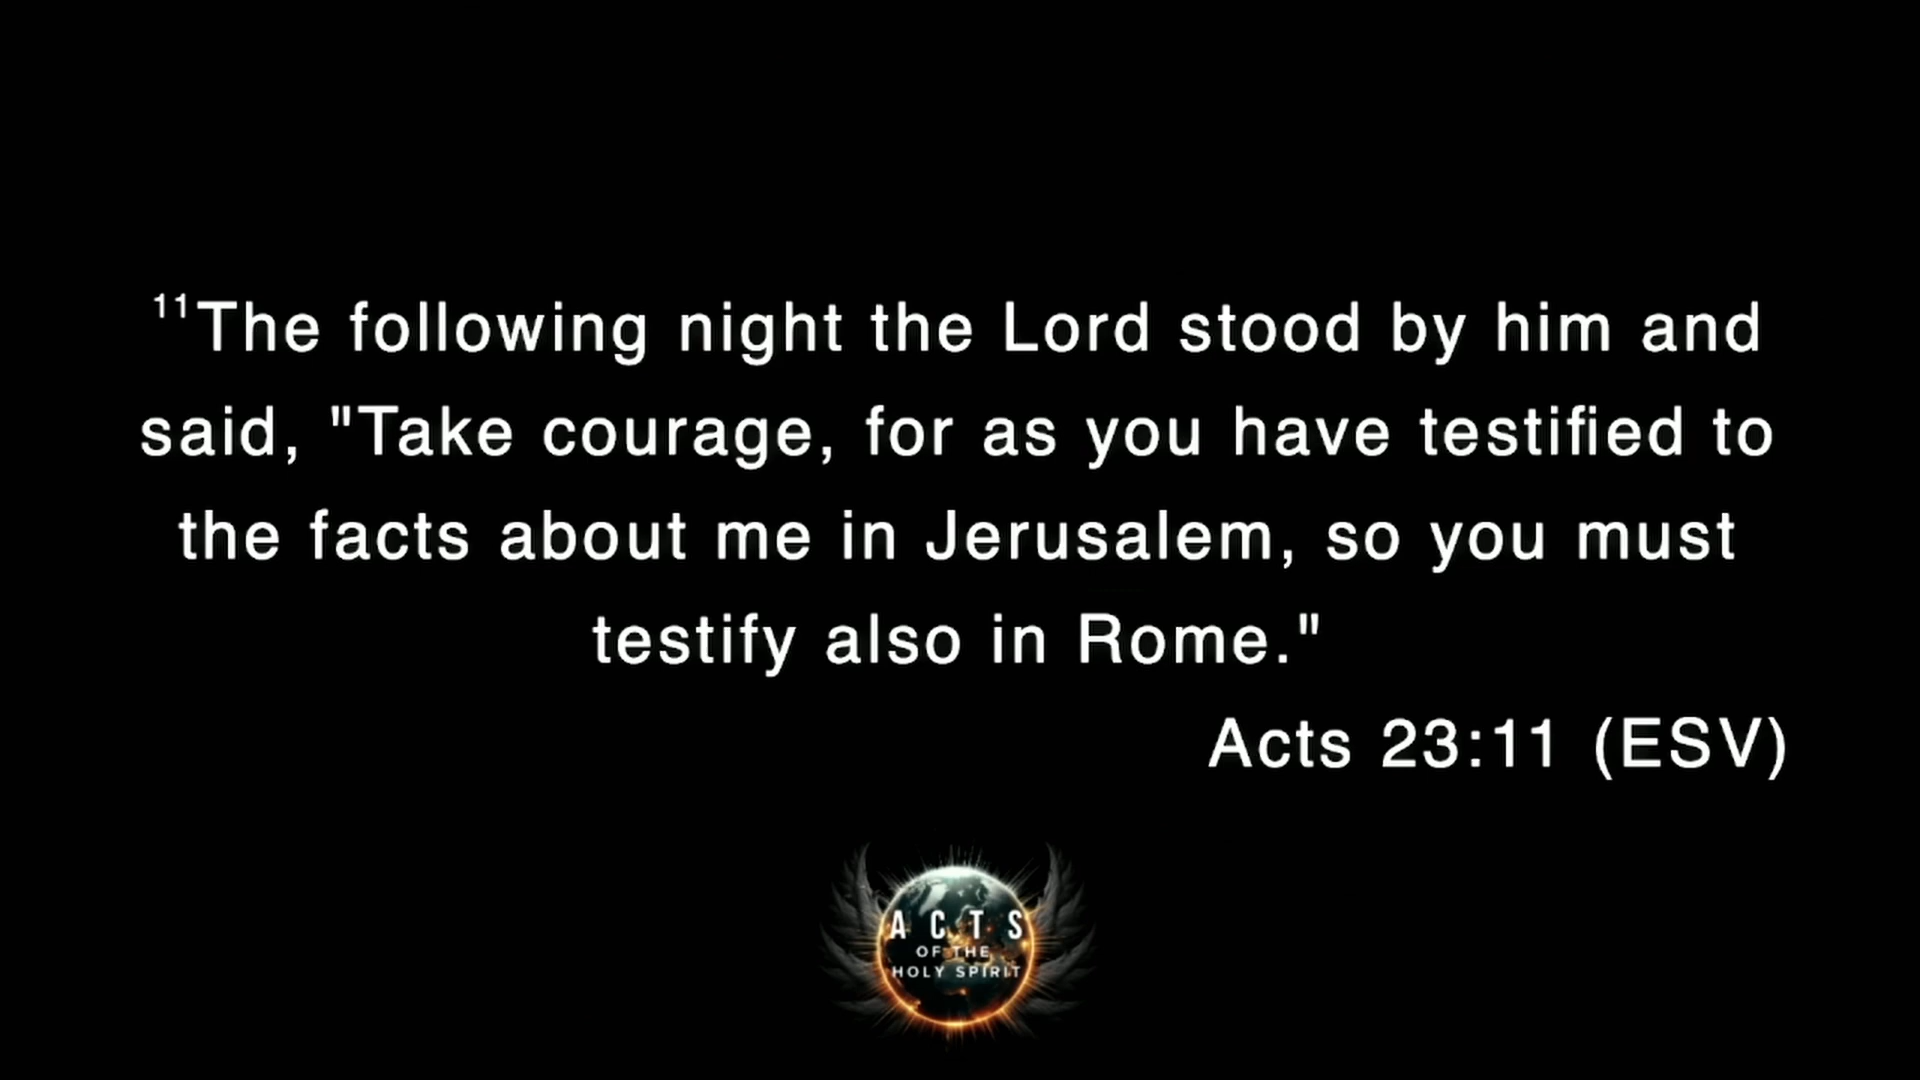 11The following night the Lord stood by him and
said, "Take courage, for as you have testified to
the facts about me in Jerusalem, so you must
testify also in Rome."
Acts 23:11 (ESV)
ACTS
OF THE
HOLY SPIRIT